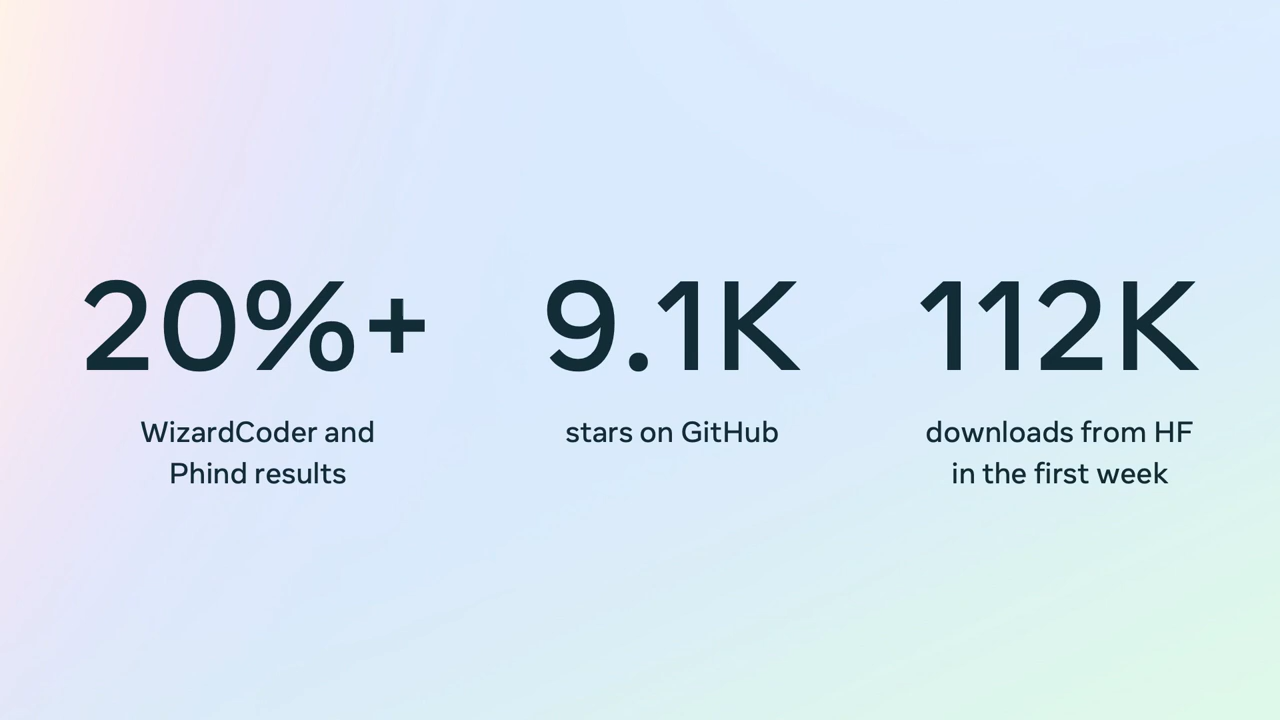 20%+
WizardCoder and
Phind results
9.1K
stars on GitHub
112K
downloads from HF
in the first week